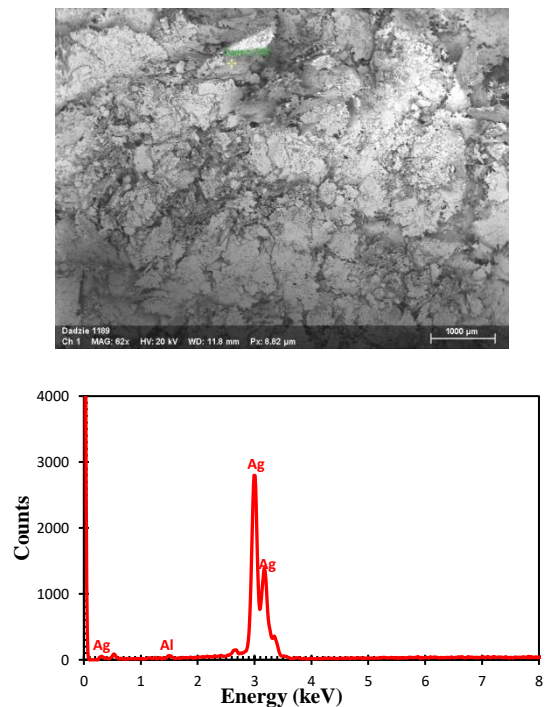 Dadzie 1189
Ch 1 MAG: 62x HV: 20 kV WD: 11.8 mm Px: 8.82 µm
1000 µm
4000
3000
2000
1000
0
Counts
Ag
Ag
Ag
Al
0 1 2 3 4 5 6 7 8
Energy (keV)